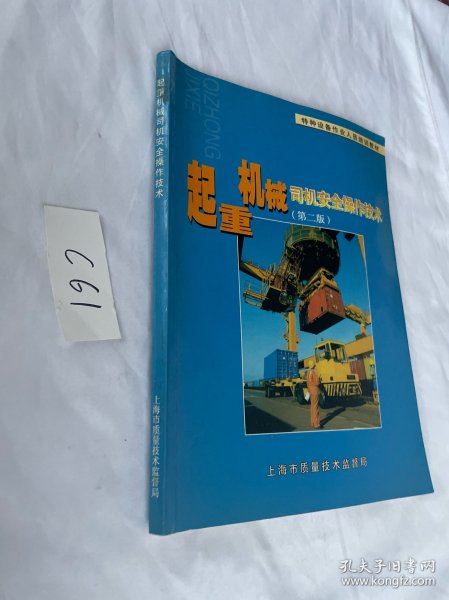 QIZHONG
JIXIE
特种设备作业人员培训教材
起重机械司机安全操作技术
(第二版)
上海市质量技术监督局
起重机械司机安全操作技术
上海市质量技术监督局
C61
孔夫子旧书网
www.kongfz.com